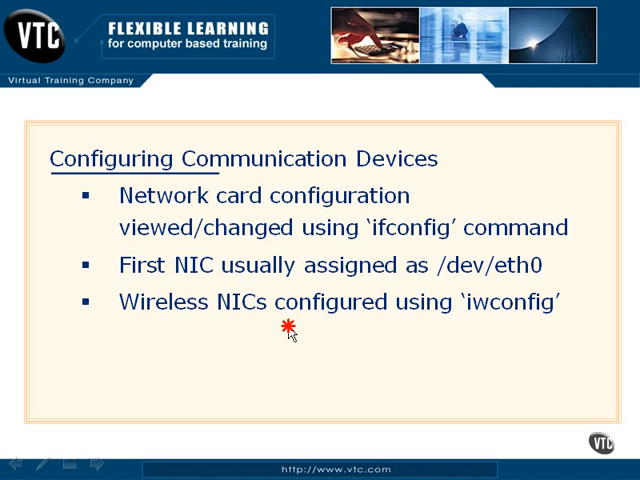 VTC
FLEXIBLE LEARNING
for computer based training
Virtual Training Company
Configuring Communication Devices
▪ Network card configuration
viewed/changed using ‘ifconfig’ command
▪ First NIC usually assigned as /dev/eth0
▪ Wireless NICs configured using ‘iwconfig’
VTC
http://www.vtc.com